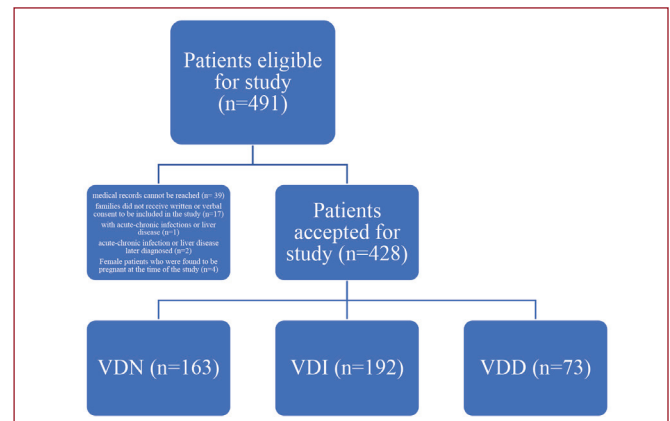 Patients eligible
for study
(n=491)
medical records cannot be reached (n= 39)
families did not receive written or verbal
consent to be included in the study (n=17)
with acute-chronic infections or liver
disease (n=1)
acute-chronic infection or liver disease
later diagnosed (n=2)
Female patients who were found to be
pregnant at the time of the study (n=4)
Patients
accepted for
study (n=428)
VDN (n=163)
VDI (n=192)
VDD (n=73)